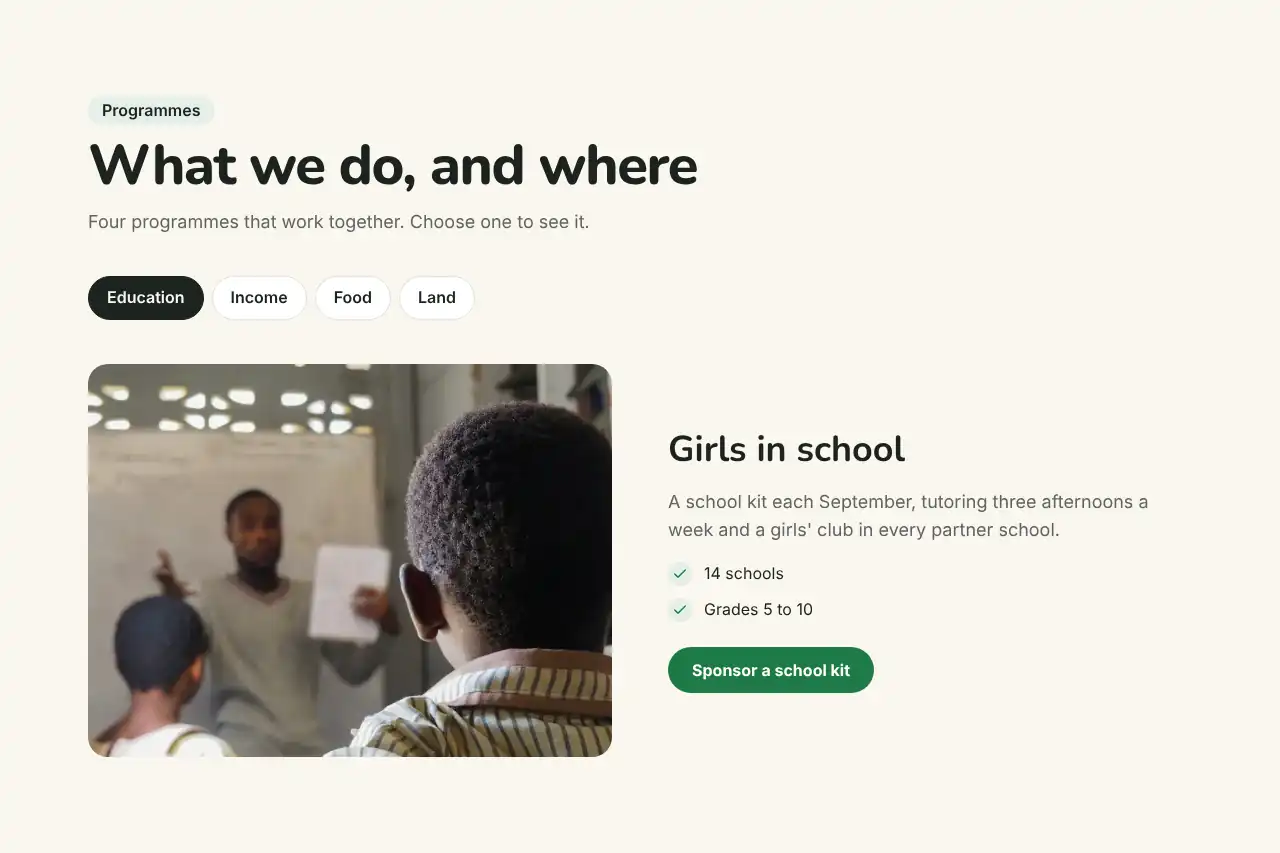 Programmes
What we do, and where
Four programmes that work together. Choose one to see it.
Education
Income
Food
Land
Girls in school
A school kit each September, tutoring three afternoons a
week and a girls' club in every partner school.
14 schools
Grades 5 to 10
Sponsor a school kit